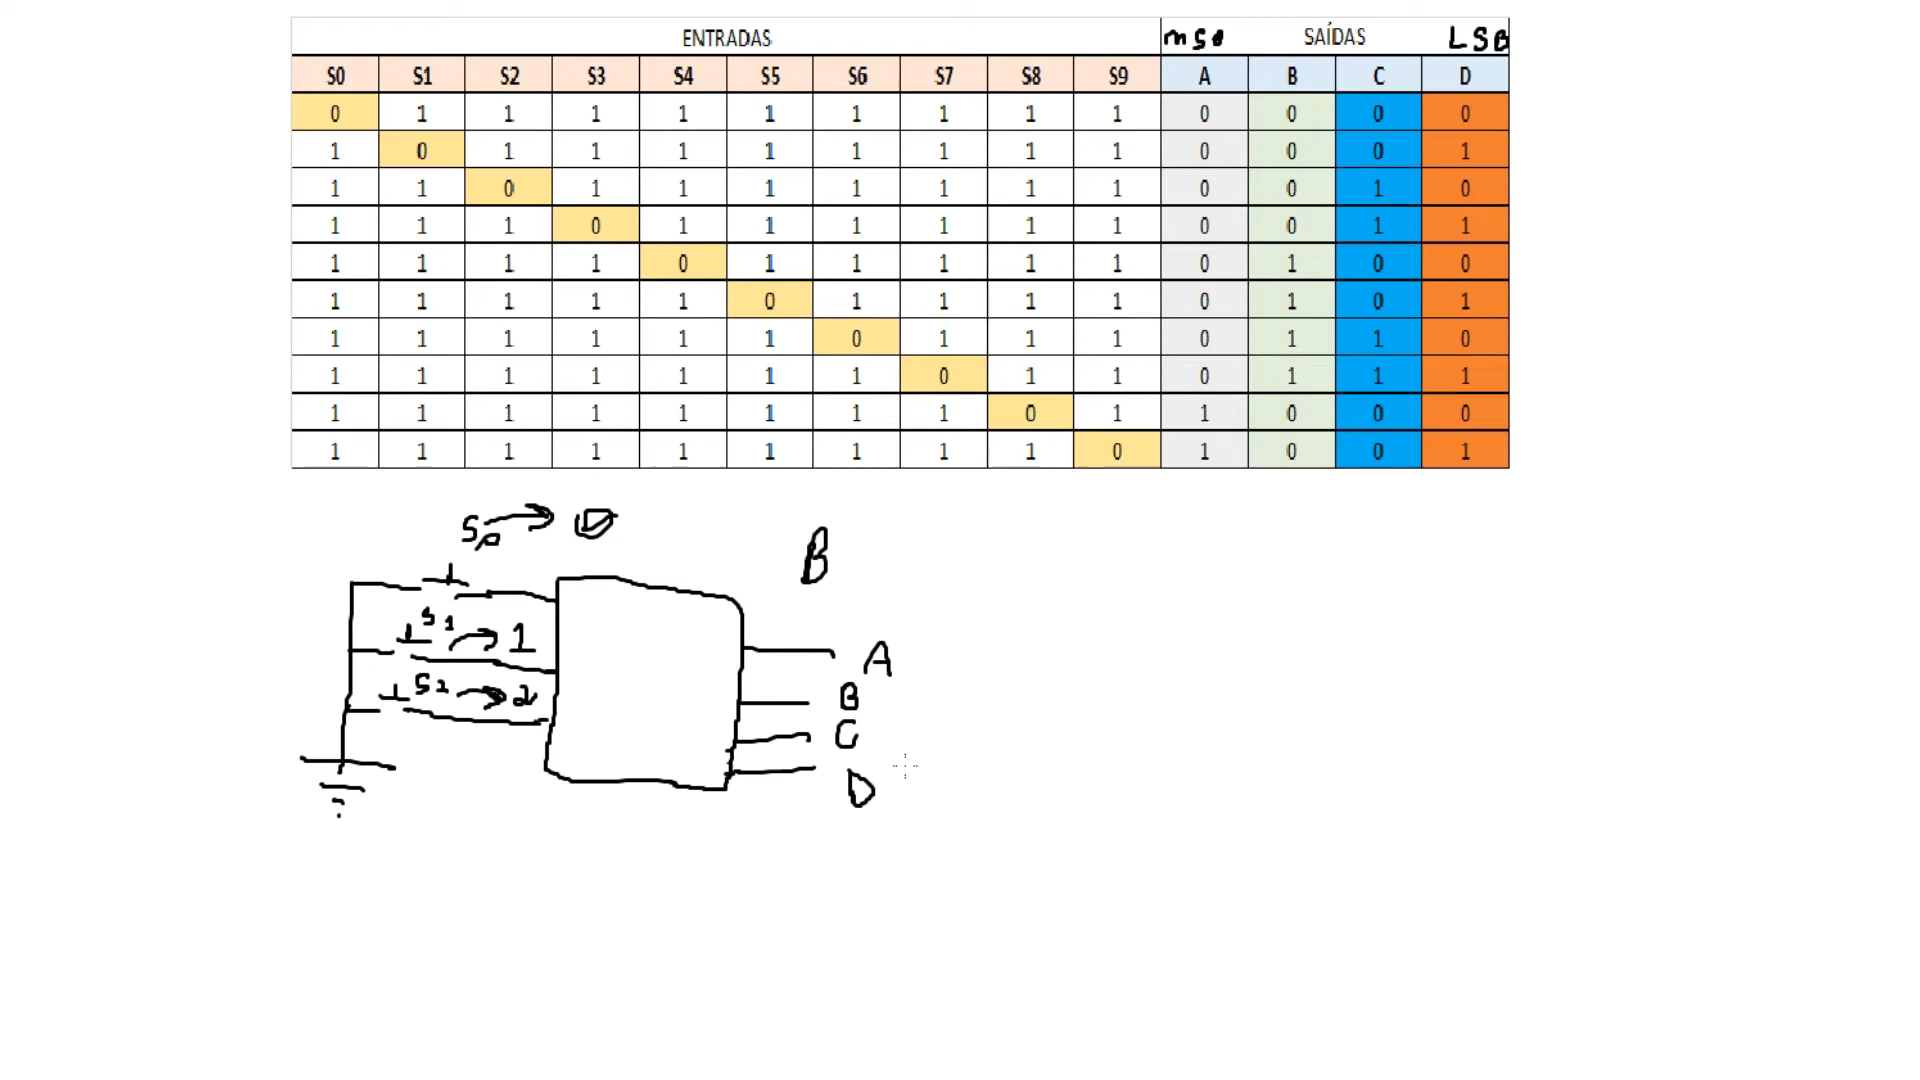 ENTRADAS mSB SAÍDAS LSB
S0 S1 S2 S3 S4 S5 S6 S7 S8 S9 A B C D
0 1 1 1 1 1 1 1 1 1 0 0 0 0
1 0 1 1 1 1 1 1 1 1 0 0 0 1
1 1 0 1 1 1 1 1 1 1 0 0 1 0
1 1 1 0 1 1 1 1 1 1 0 0 1 1
1 1 1 1 0 1 1 1 1 1 0 1 0 0
1 1 1 1 1 0 1 1 1 1 0 1 0 1
1 1 1 1 1 1 0 1 1 1 0 1 1 0
1 1 1 1 1 1 1 0 1 1 0 1 1 1
1 1 1 1 1 1 1 1 0 1 1 0 0 0
1 1 1 1 1 1 1 1 1 0 1 0 0 1
S0 0
B
S1 1
A
S2 2
B
C
D